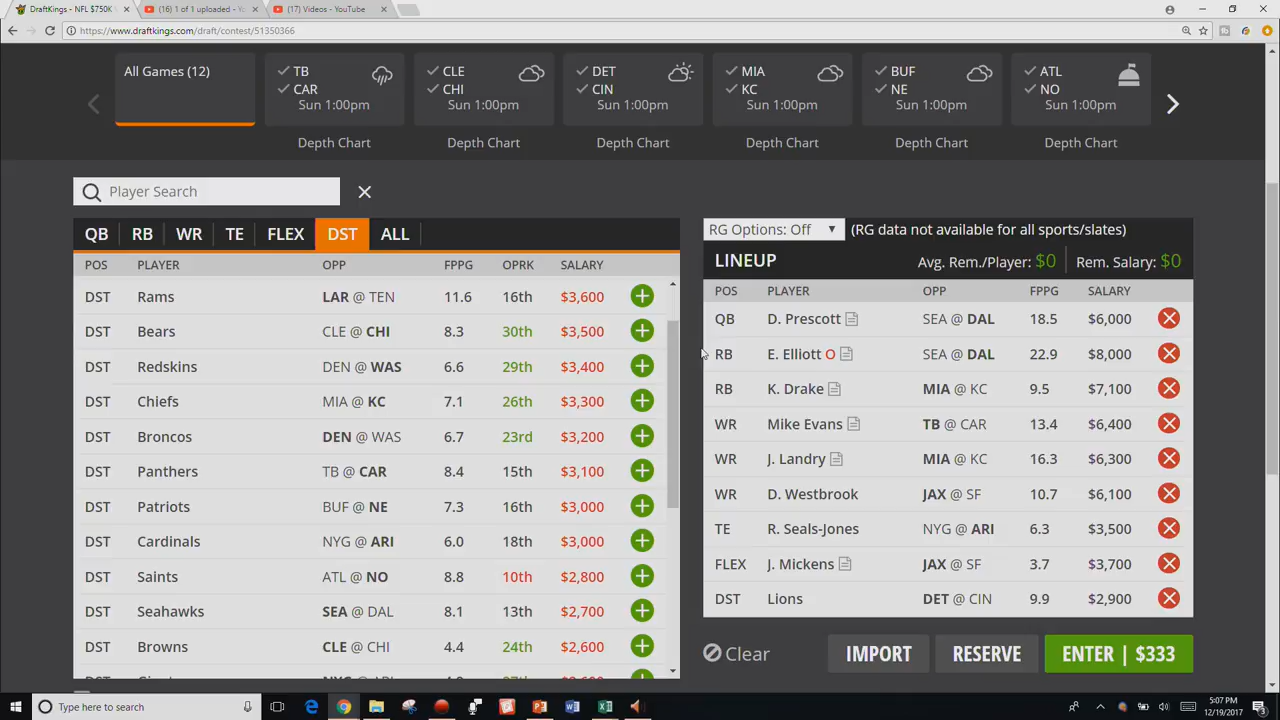 DraftKings - NFL $750K
(16) 1 of 1 uploaded - YouTube
(17) Videos - YouTube
https://www.draftkings.com/draft/contest/51350366
All Games (12)
TB
CAR
Sun 1:00pm
CLE
CHI
Sun 1:00pm
DET
CIN
Sun 1:00pm
MIA
KC
Sun 1:00pm
BUF
NE
Sun 1:00pm
ATL
NO
Sun 1:00pm
Depth Chart Depth Chart Depth Chart Depth Chart Depth Chart Depth Chart
Player Search
QB RB WR TE FLEX DST ALL
POS PLAYER OPP FPPG OPRK SALARY
DST Rams LAR @ TEN 11.6 16th $3,600
DST Bears CLE @ CHI 8.3 30th $3,500
DST Redskins DEN @ WAS 6.6 29th $3,400
DST Chiefs MIA @ KC 7.1 26th $3,300
DST Broncos DEN @ WAS 6.7 23rd $3,200
DST Panthers TB @ CAR 8.4 15th $3,100
DST Patriots BUF @ NE 7.3 16th $3,000
DST Cardinals NYG @ ARI 6.0 18th $3,000
DST Saints ATL @ NO 8.8 10th $2,800
DST Seahawks SEA @ DAL 8.1 13th $2,700
DST Browns CLE @ CHI 4.4 24th $2,600
RG Options: Off (RG data not available for all sports/slates)
LINEUP Avg. Rem./Player: $0 Rem. Salary: $0
POS PLAYER OPP FPPG SALARY
QB D. Prescott SEA @ DAL 18.5 $6,000
RB E. Elliott O SEA @ DAL 22.9 $8,000
RB K. Drake MIA @ KC 9.5 $7,100
WR Mike Evans TB @ CAR 13.4 $6,400
WR J. Landry MIA @ KC 16.3 $6,300
WR D. Westbrook JAX @ SF 10.7 $6,100
TE R. Seals-Jones NYG @ ARI 6.3 $3,500
FLEX J. Mickens JAX @ SF 3.7 $3,700
DST Lions DET @ CIN 9.9 $2,900
Clear IMPORT RESERVE ENTER | $333
Type here to search
5:07 PM
12/19/2017